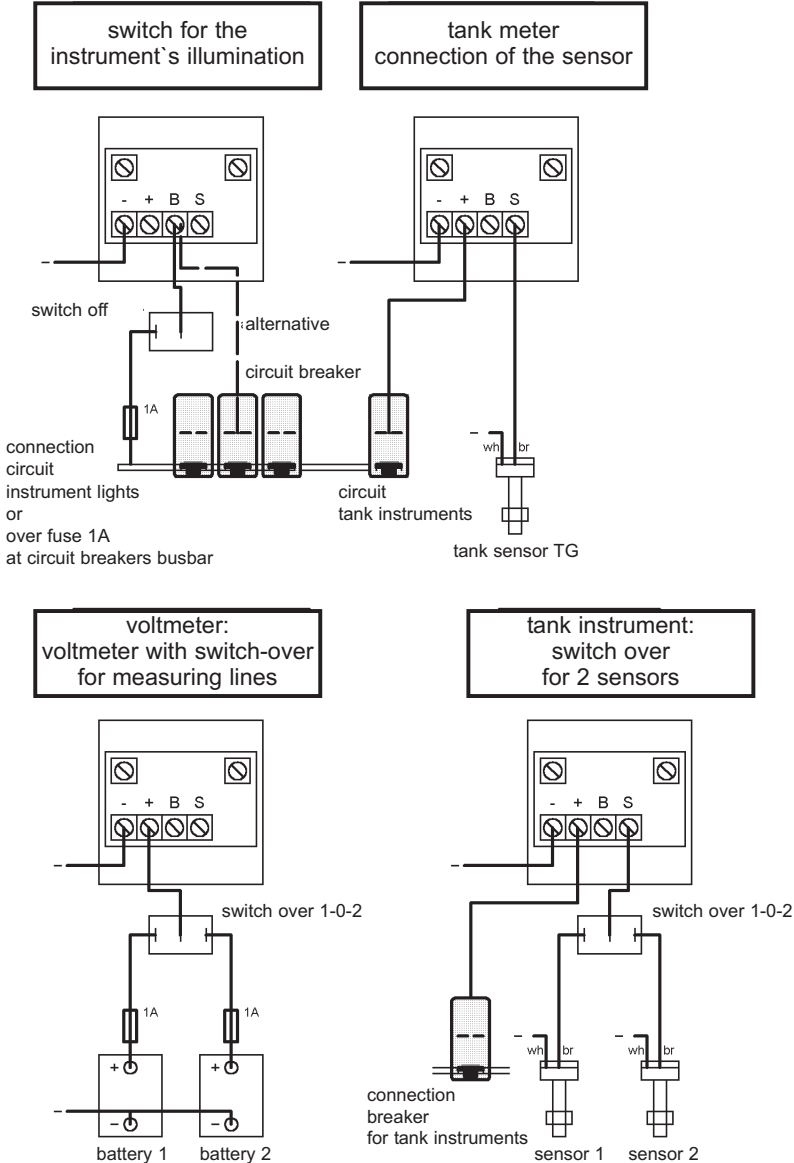 switch for the
instrument`s illumination
tank meter
connection of the sensor
- + B S
–
switch off
alternative
circuit breaker
1A
connection
circuit
instrument lights
or
over fuse 1A
at circuit breakers busbar
- + B S
–
–
wh br
circuit
tank instruments
tank sensor TG
voltmeter:
voltmeter with switch-over
for measuring lines
tank instrument:
switch over
for 2 sensors
- + B S
–
switch over 1-0-2
1A 1A
+ +
–
– –
battery 1 battery 2
- + B S
–
switch over 1-0-2
– –
wh br wh br
connection
breaker
for tank instruments
sensor 1 sensor 2